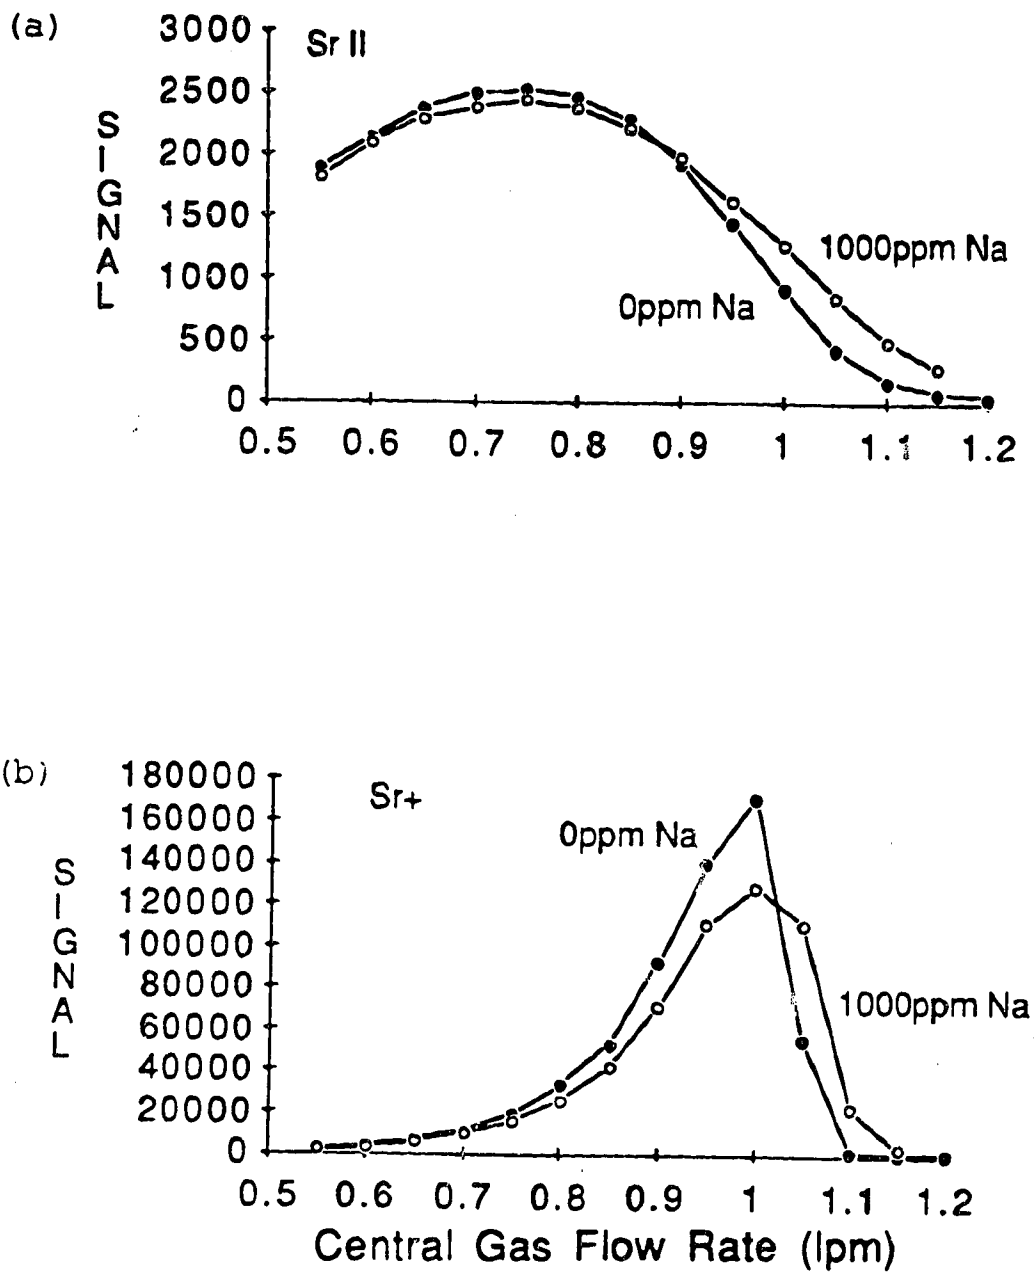 (a)
3000
Sr II
2500
2000
1500
1000
500
0
SIGNAL
1000ppm Na
0ppm Na
0.5 0.6 0.7 0.8 0.9 1 1.1 1.2
(b)
180000
160000
140000
120000
100000
80000
60000
40000
20000
0
SIGNAL
Sr+
0ppm Na
1000ppm Na
0.5 0.6 0.7 0.8 0.9 1 1.1 1.2
Central Gas Flow Rate (lpm)